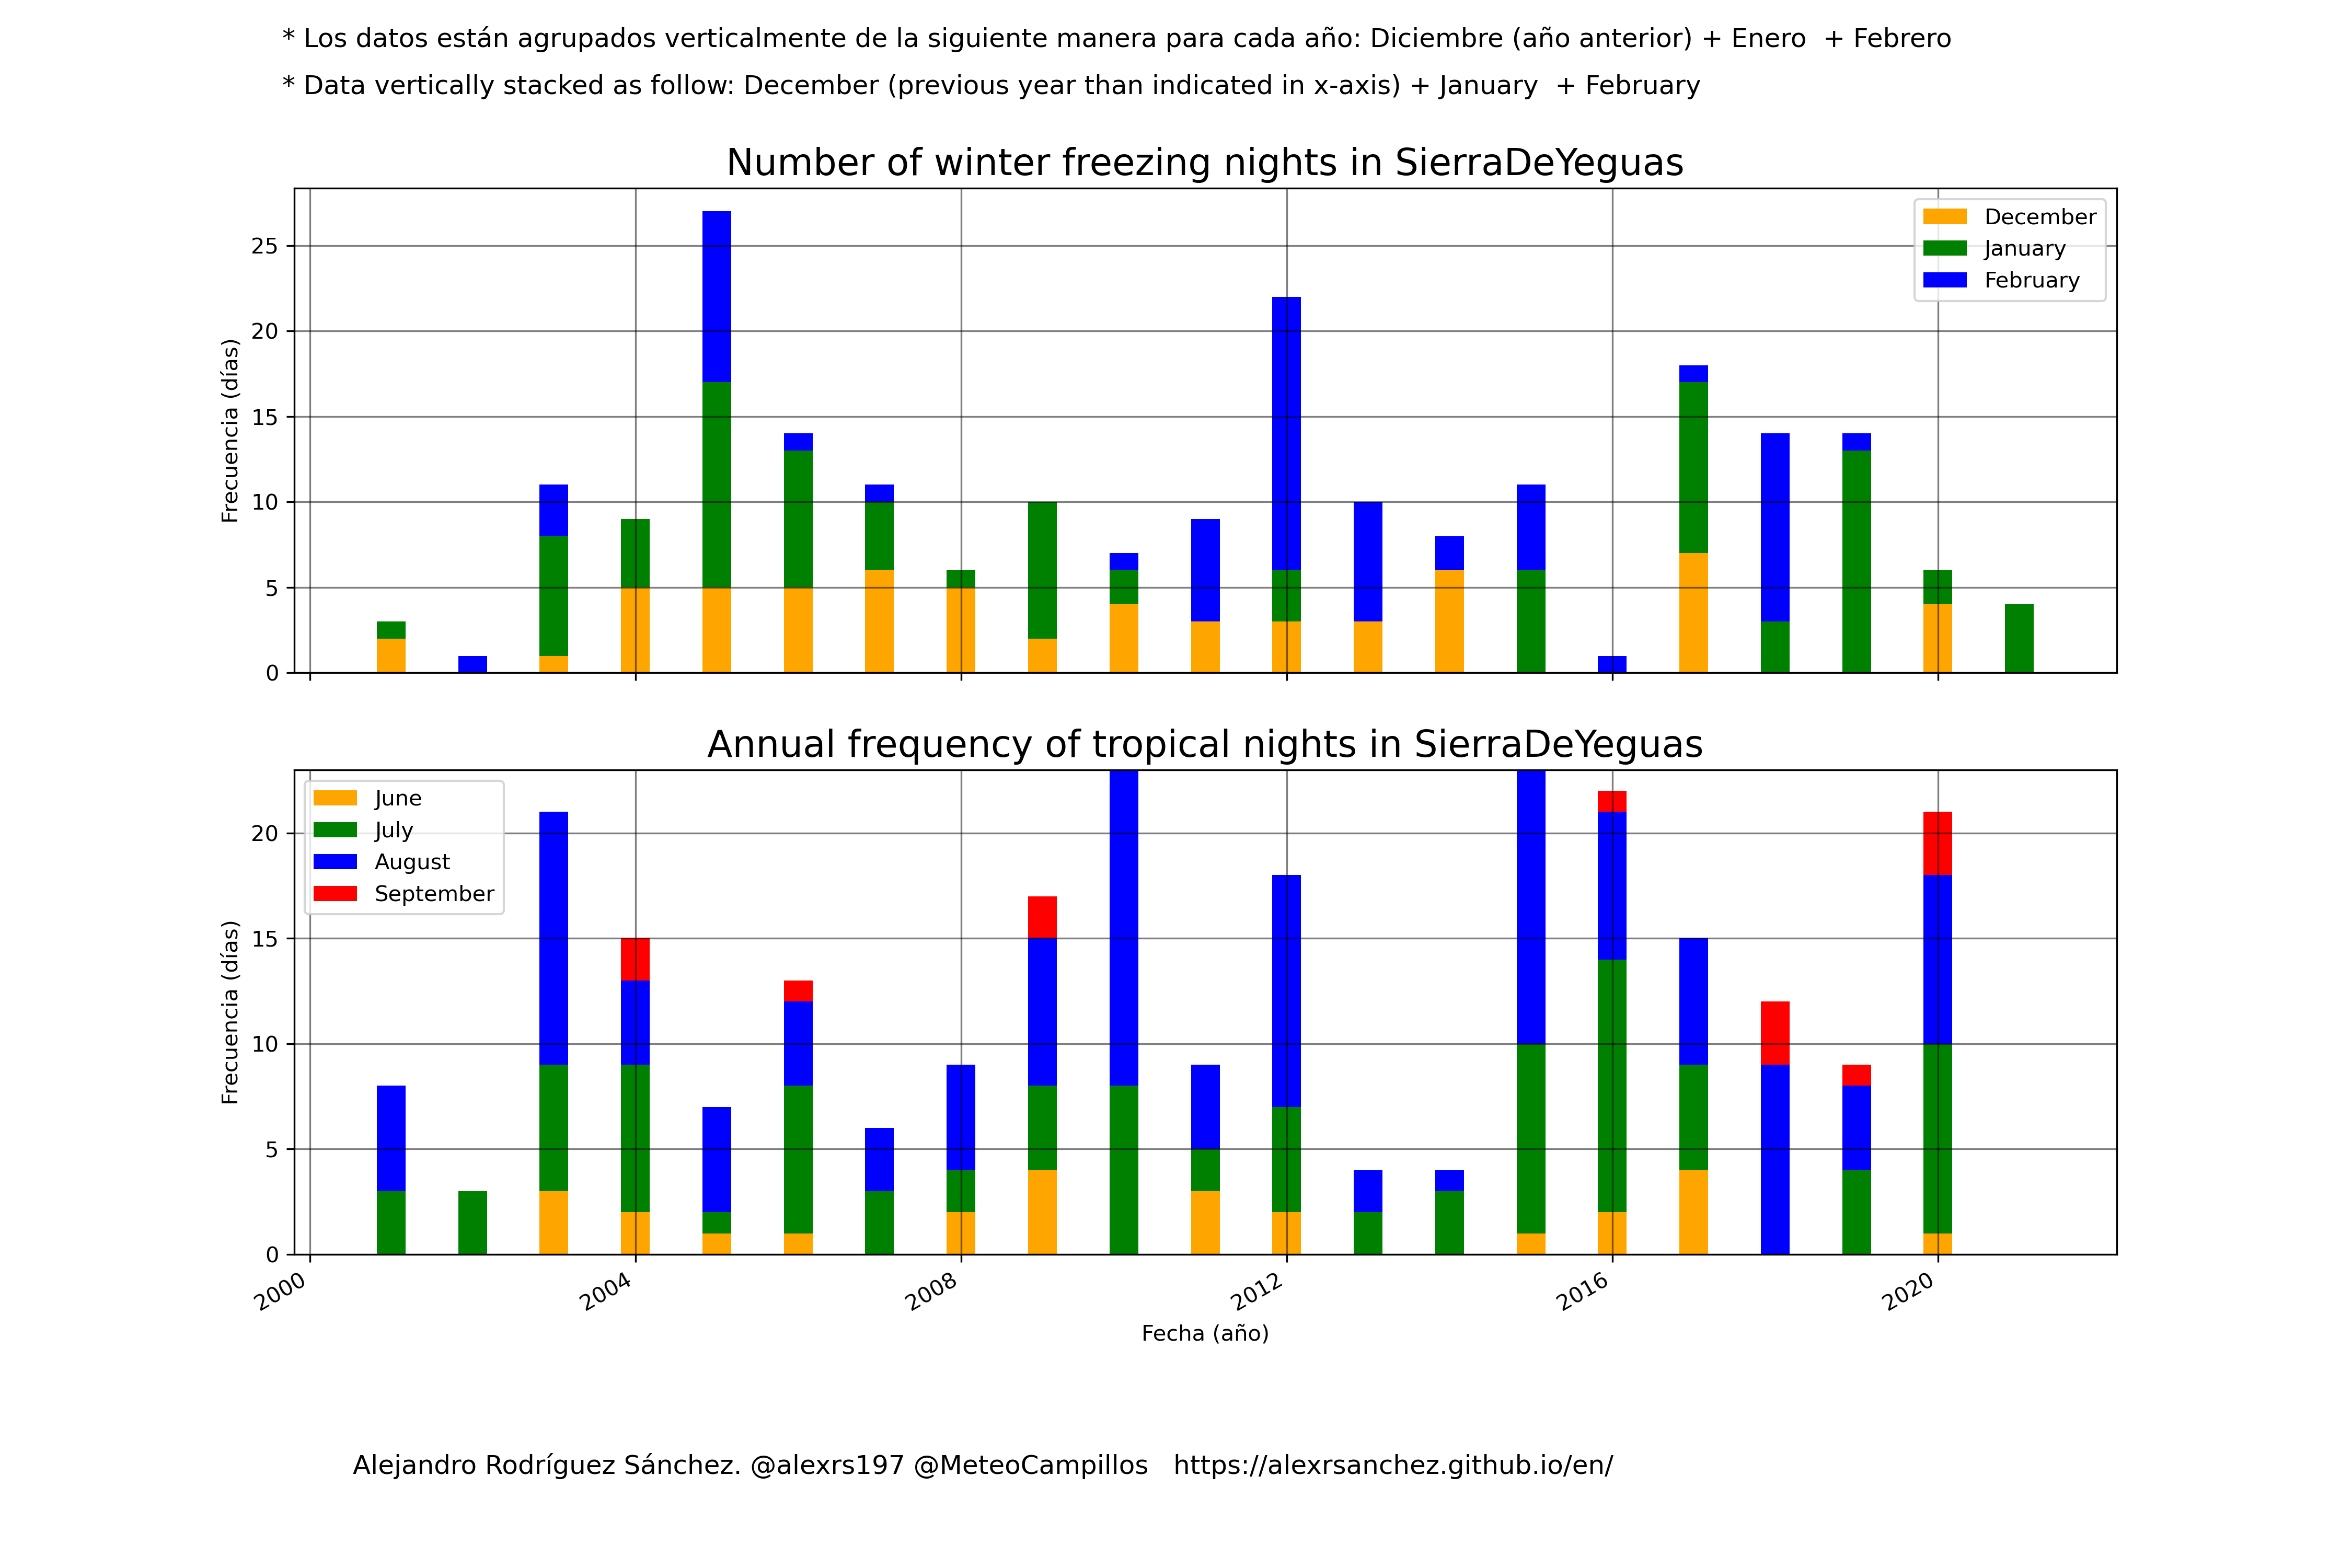 * Los datos están agrupados verticalmente de la siguiente manera para cada año: Diciembre (año anterior) + Enero  + Febrero
* Data vertically stacked as follow: December (previous year than indicated in x-axis) + January  + February
Number of winter freezing nights in SierraDeYeguas
Frecuencia (días)
25
20
15
10
5
0
December
January
February
Annual frequency of tropical nights in SierraDeYeguas
Frecuencia (días)
20
15
10
5
0
June
July
August
September
2000
2004
2008
2012
2016
2020
Fecha (año)
Alejandro Rodríguez Sánchez. @alexrs197 @MeteoCampillos   https://alexrsanchez.github.io/en/